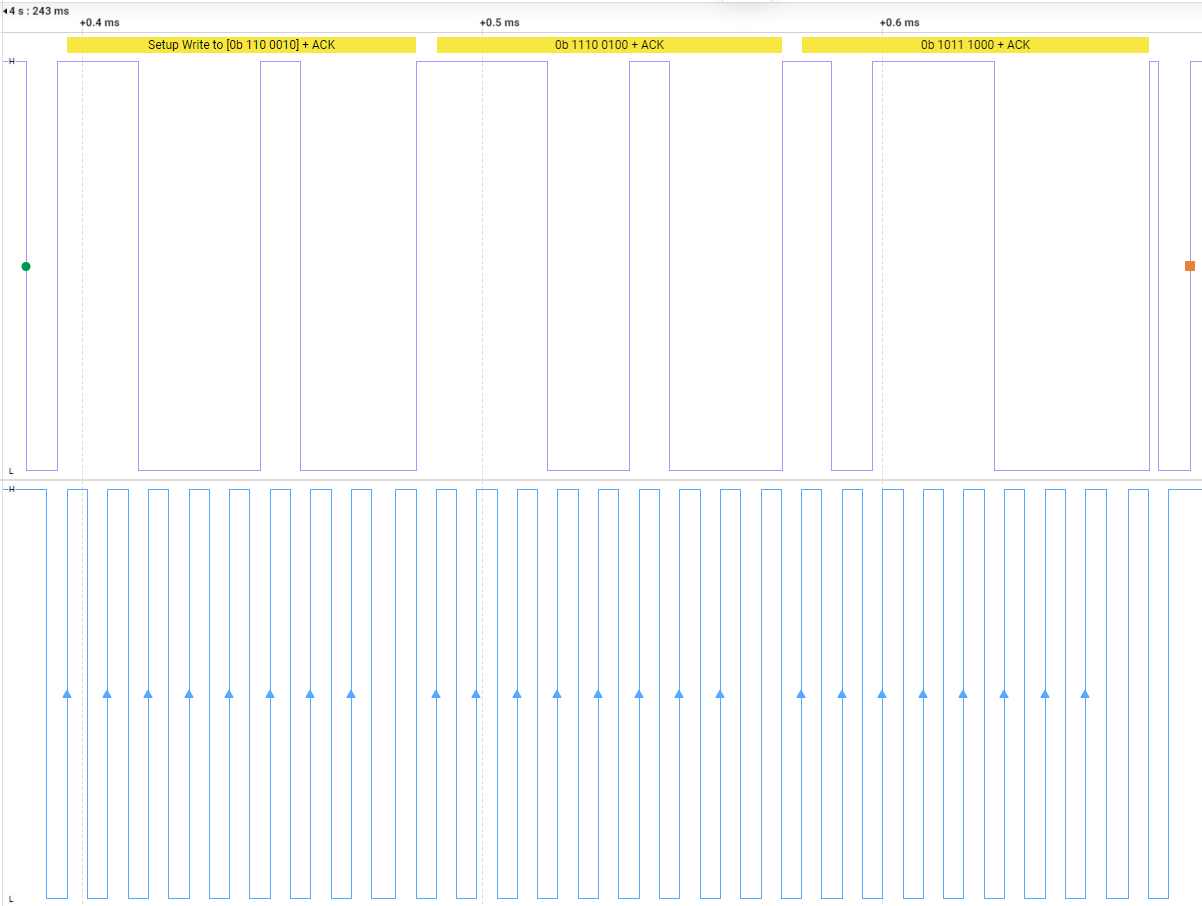 4 s : 243 ms
+0.4 ms +0.5 ms +0.6 ms
Setup Write to [0b 110 0010] + ACK 0b 1110 0100 + ACK 0b 1011 1000 + ACK
H
L
H
L